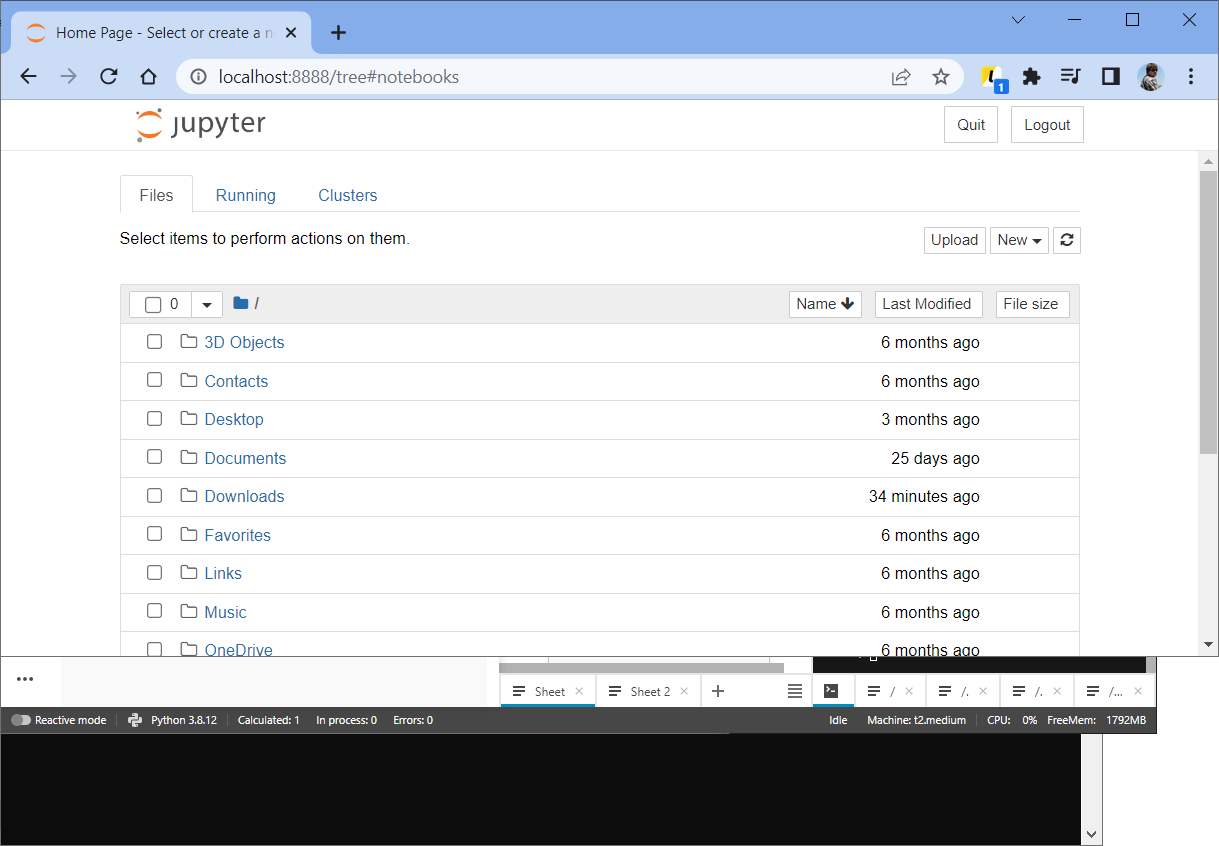 Home Page - Select or create a n
localhost:8888/tree#notebooks
1
jupyter
Quit
Logout
Files
Running
Clusters
Select items to perform actions on them.
Upload
New
0
/
Name
Last Modified
File size
3D Objects
6 months ago
Contacts
6 months ago
Desktop
3 months ago
Documents
25 days ago
Downloads
34 minutes ago
Favorites
6 months ago
Links
6 months ago
Music
6 months ago
OneDrive
6 months ago
Sheet
Sheet 2
/
/.
/.
/...
Reactive mode
Python 3.8.12
Calculated: 1
In process: 0
Errors: 0
Idle
Machine: t2.medium
CPU: 0%
FreeMem: 1792MB